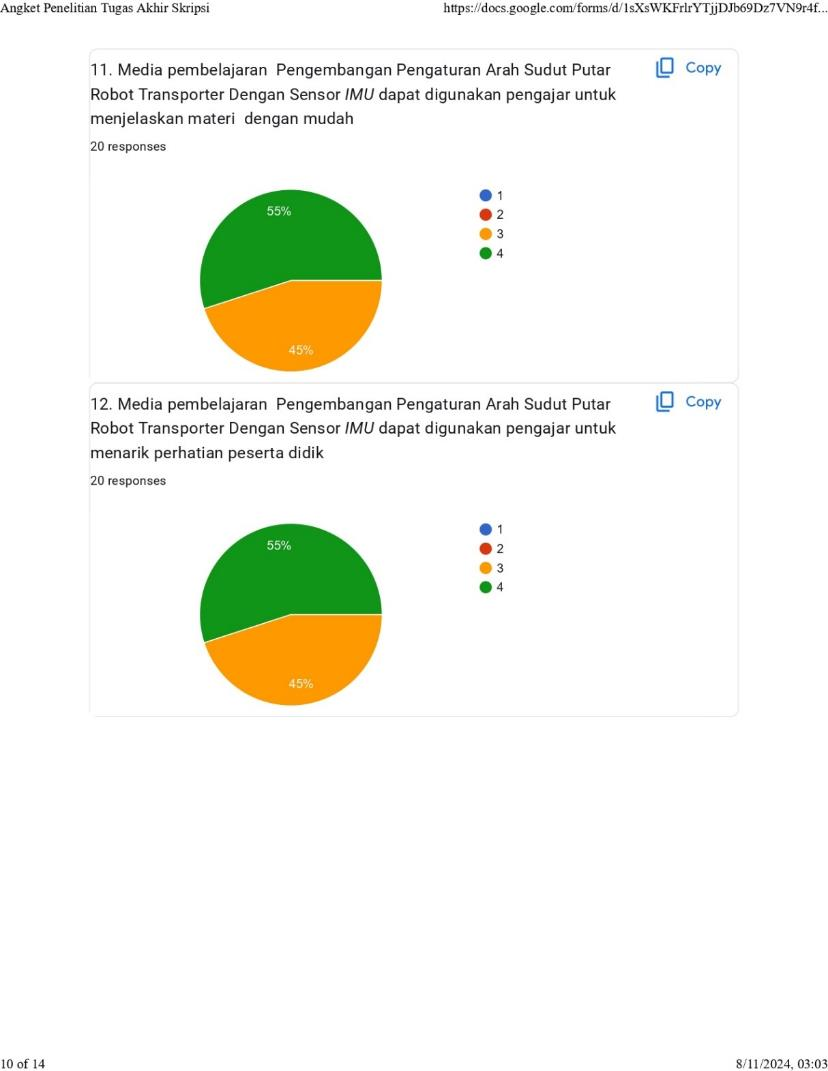 Angket Penelitian Tugas Akhir Skripsi
https://docs.google.com/forms/d/1sXsWKFrlrYTjjDJb69Dz7VN9r4f...
11. Media pembelajaran  Pengembangan Pengaturan Arah Sudut Putar
Robot Transporter Dengan Sensor IMU dapat digunakan pengajar untuk
menjelaskan materi  dengan mudah
Copy
20 responses
55%
45%
1
2
3
4
12. Media pembelajaran  Pengembangan Pengaturan Arah Sudut Putar
Robot Transporter Dengan Sensor IMU dapat digunakan pengajar untuk
menarik perhatian peserta didik
Copy
20 responses
55%
45%
1
2
3
4
10 of 14
8/11/2024, 03:03